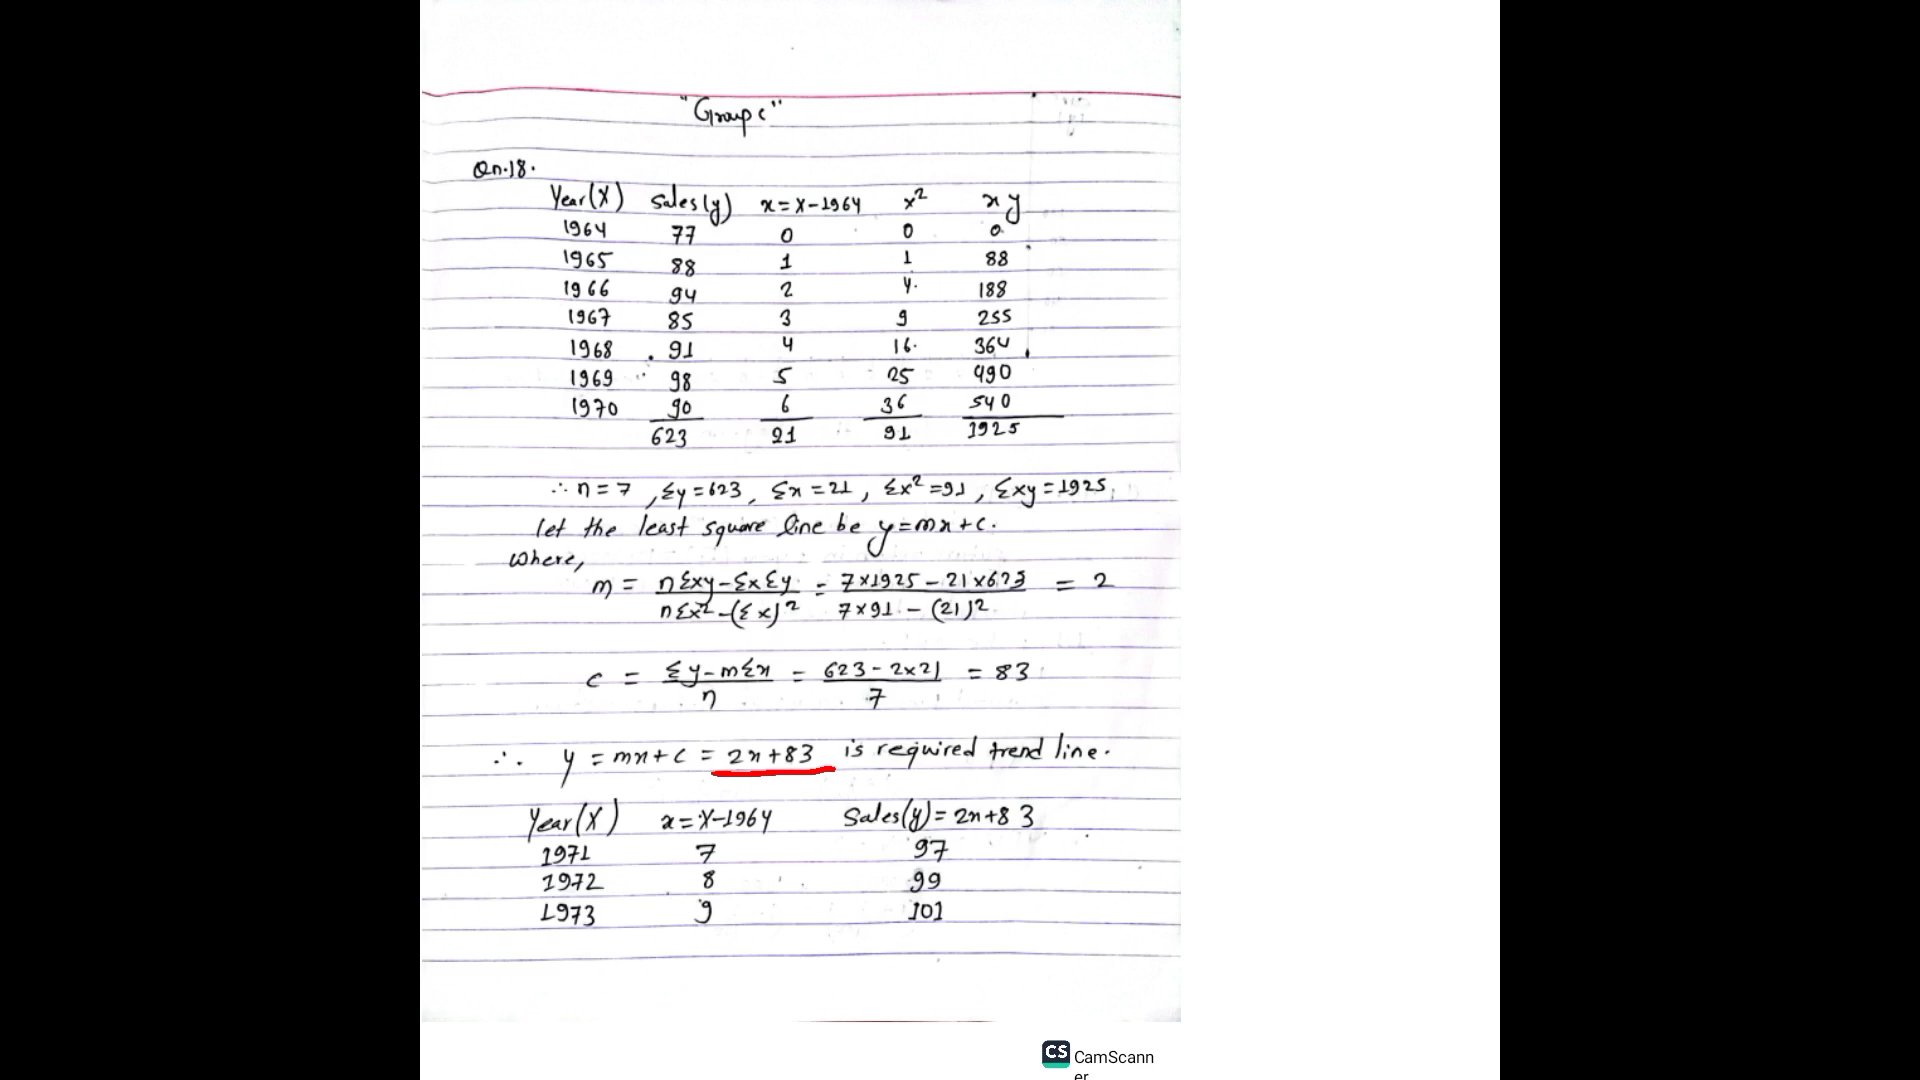 "Group c"
Qn.18.
Year(X) Sales(y) x=X-1964 x² xy
1964 77 0 0 0
1965 88 1 1 88
1966 94 2 4 188
1967 85 3 9 255
1968 91 4 16 364
1969 98 5 25 490
1970 90 6 36 540
623 21 91 1925
∴ n=7, Σy=623, Σx=21, Σx²=91, Σxy=1925
let the least square line be y=mx+c.
where,
m = nΣxy-ΣxΣy / nΣx²-(Σx)² = 7×1925-21×623 / 7×91-(21)² = 2
c = Σy-mΣx / n = 623-2×21 / 7 = 83
∴ y = mx+c = 2x+83 is required trend line.
Year(X) x=X-1964 Sales(y)=2x+83
1971 7 97
1972 8 99
1973 9 101
CS CamScann
er